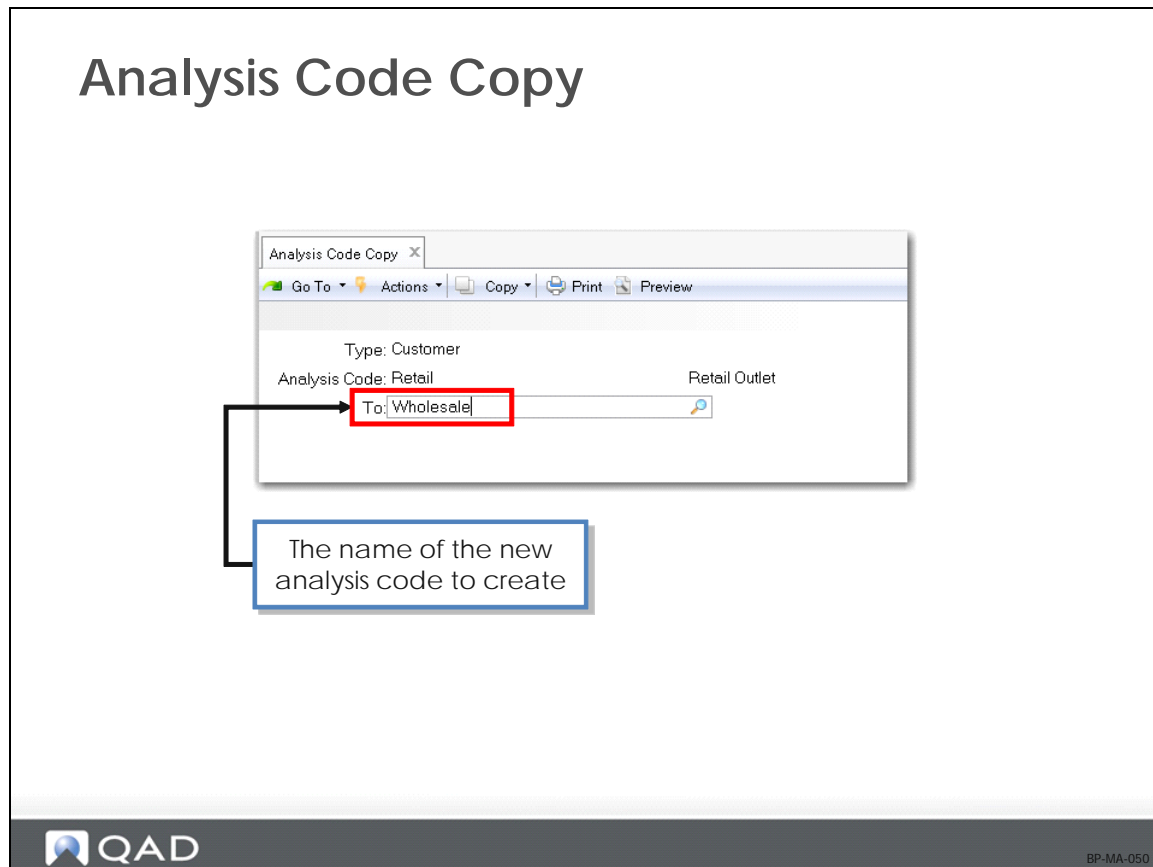 Analysis Code Copy
Analysis Code Copy X
Go To Actions Copy Print Preview
Type: Customer
Analysis Code: Retail Retail Outlet
To: Wholesale
The name of the new
analysis code to create
QAD
BP-MA-050